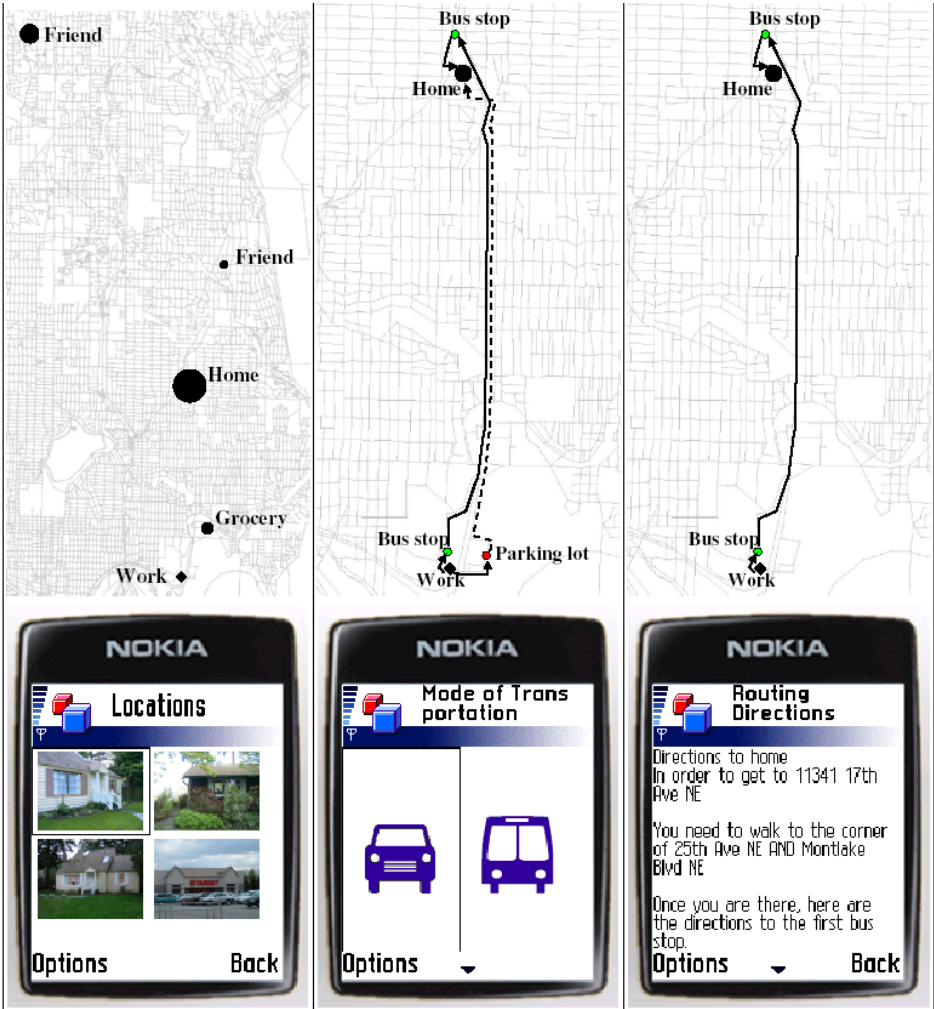 Friend
Friend
Home
Grocery
Work
Bus stop
Home
Bus stop
Parking lot
Work
Bus stop
Home
Bus stop
Work
NOKIA
Locations
TARGET
Options Back
NOKIA
Mode of Trans
portation
Options
NOKIA
Routing
Directions
Directions to home
In order to get to 11341 17th
Ave NE
You need to walk to the corner
of 25th Ave NE AND Montlake
Blvd NE
Once you are there, here are
the directions to the first bus
stop.
Options Back